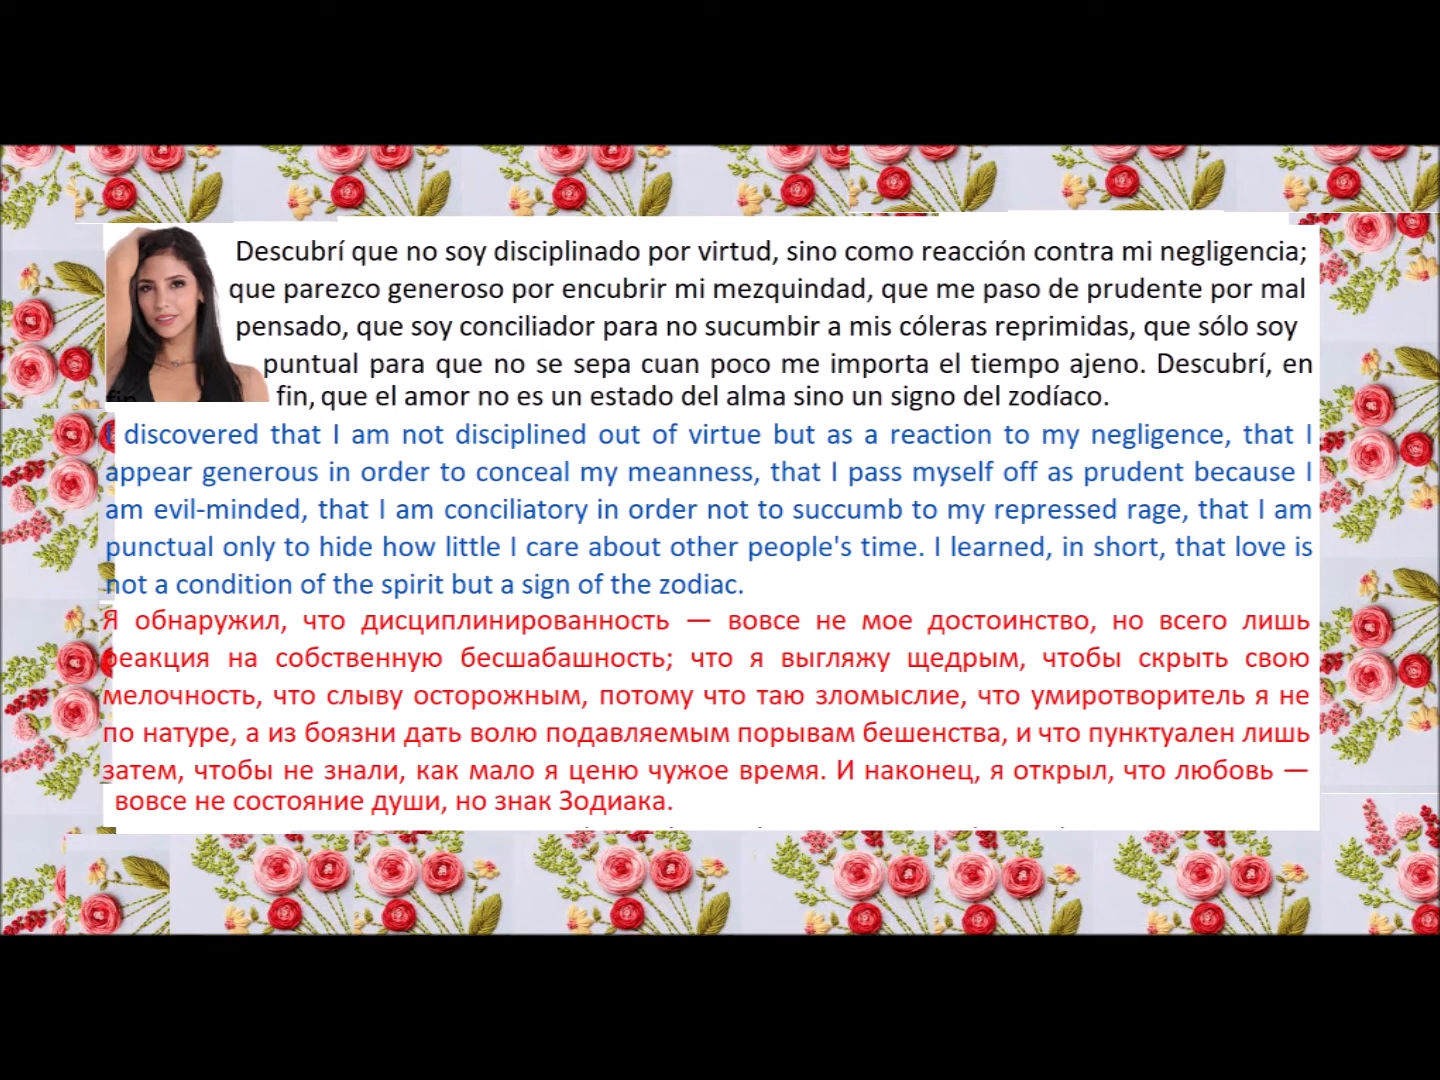 Descubrí que no soy disciplinado por virtud, sino como reacción contra mi negligencia;
que parezco generoso por encubrir mi mezquindad, que me paso de prudente por mal
pensado, que soy conciliador para no sucumbir a mis cóleras reprimidas, que sólo soy
puntual para que no se sepa cuan poco me importa el tiempo ajeno. Descubrí, en
fin, que el amor no es un estado del alma sino un signo del zodíaco.
I discovered that I am not disciplined out of virtue but as a reaction to my negligence, that I
appear generous in order to conceal my meanness, that I pass myself off as prudent because I
am evil-minded, that I am conciliatory in order not to succumb to my repressed rage, that I am
punctual only to hide how little I care about other people's time. I learned, in short, that love is
not a condition of the spirit but a sign of the zodiac.
Я обнаружил, что дисциплинированность — вовсе не мое достоинство, но всего лишь
реакция на собственную бесшабашность; что я выгляжу щедрым, чтобы скрыть свою
мелочность, что слыву осторожным, потому что таю зломыслие, что умиротворитель я не
по натуре, а из боязни дать волю подавляемым порывам бешенства, и что пунктуален лишь
затем, чтобы не знали, как мало я ценю чужое время. И наконец, я открыл, что любовь —
вовсе не состояние души, но знак Зодиака.